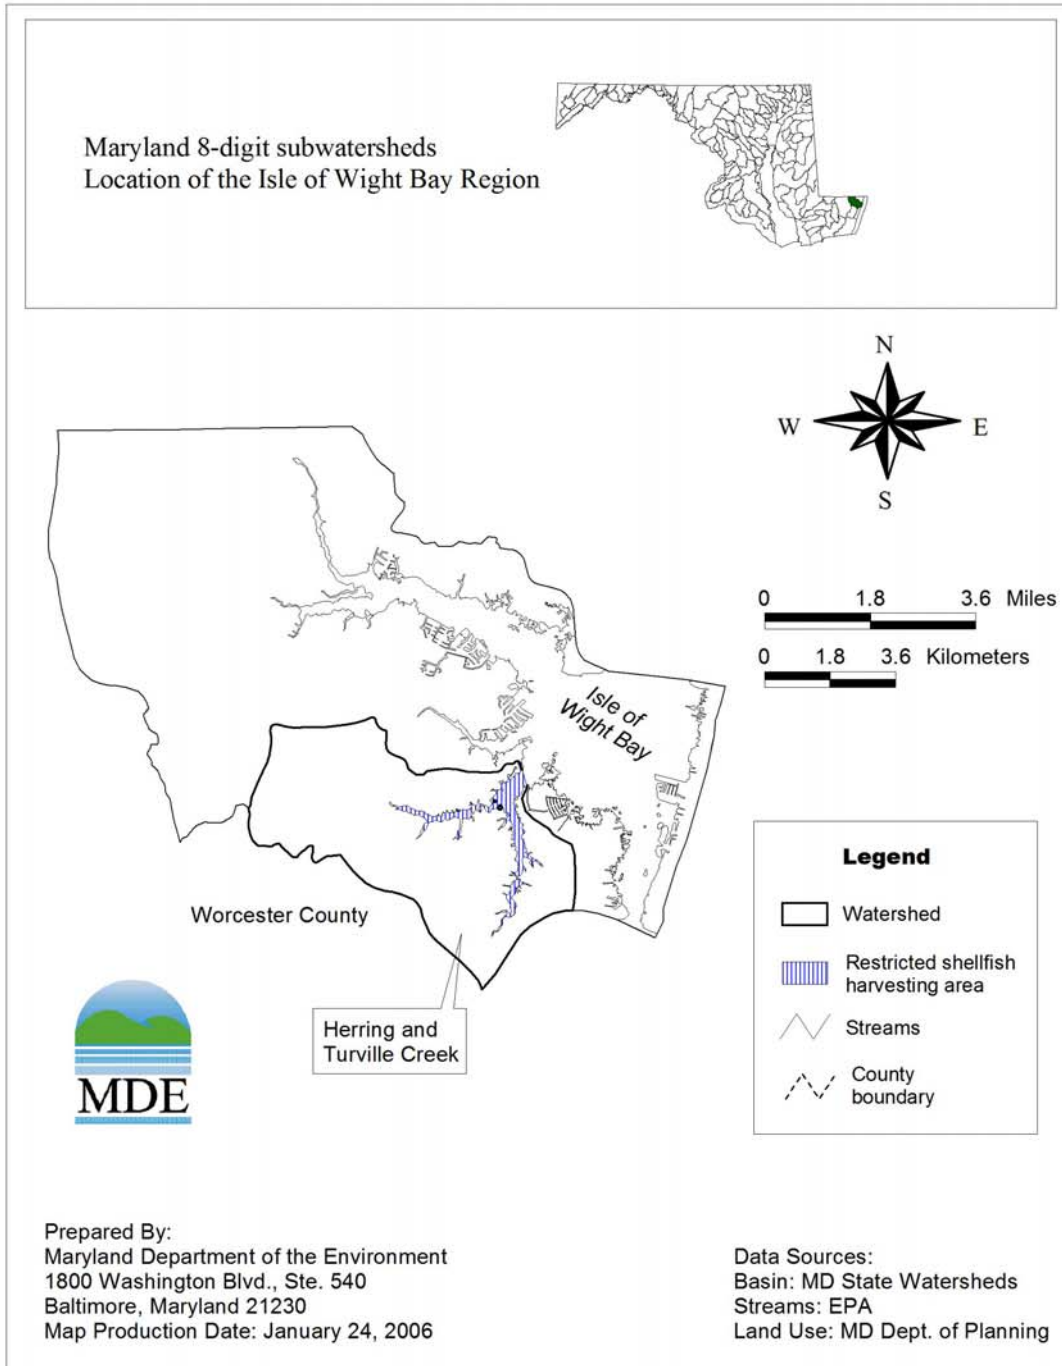 Maryland 8-digit subwatersheds
Location of the Isle of Wight Bay Region
N
W
E
S
0 1.8 3.6 Miles
0 1.8 3.6 Kilometers
Isle of
Wight Bay
Worcester County
Herring and
Turville Creek
MDE
Legend
Watershed
Restricted shellfish
harvesting area
Streams
County
boundary
Prepared By:
Maryland Department of the Environment
1800 Washington Blvd., Ste. 540
Baltimore, Maryland 21230
Map Production Date: January 24, 2006
Data Sources:
Basin: MD State Watersheds
Streams: EPA
Land Use: MD Dept. of Planning